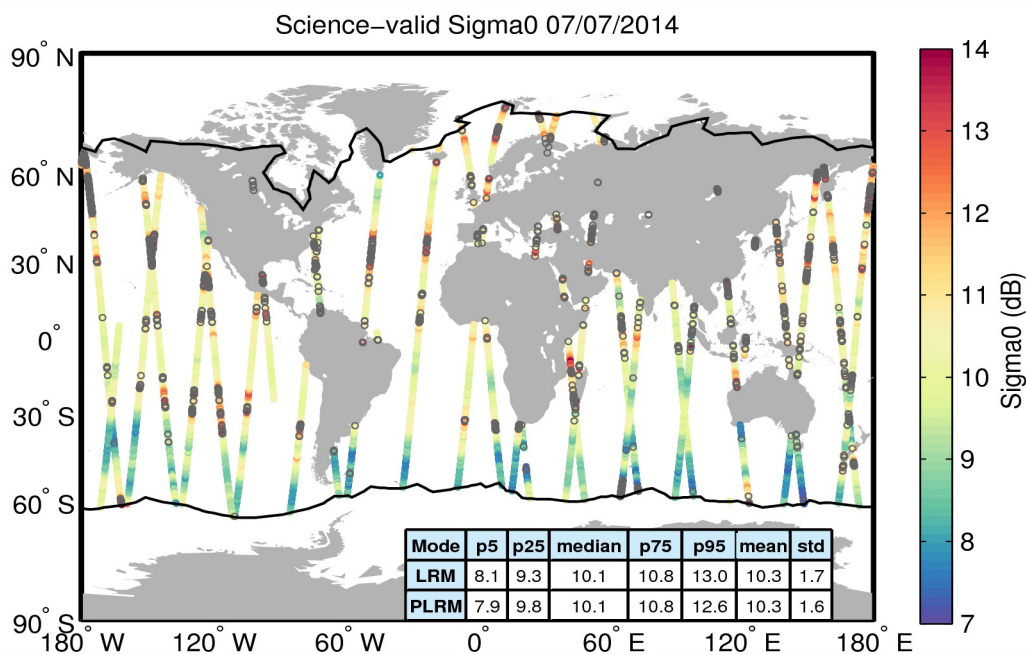 Science−valid Sigma0 07/07/2014
90° N
60° N
30° N
0°
30° S
60° S
90° S
180° W
120° W
60° W
0°
60° E
120° E
180° E
14
13
12
11
10
9
8
7
Sigma0 (dB)
Mode p5 p25 median p75 p95 mean std
LRM 8.1 9.3 10.1 10.8 13.0 10.3 1.7
PLRM 7.9 9.8 10.1 10.8 12.6 10.3 1.6